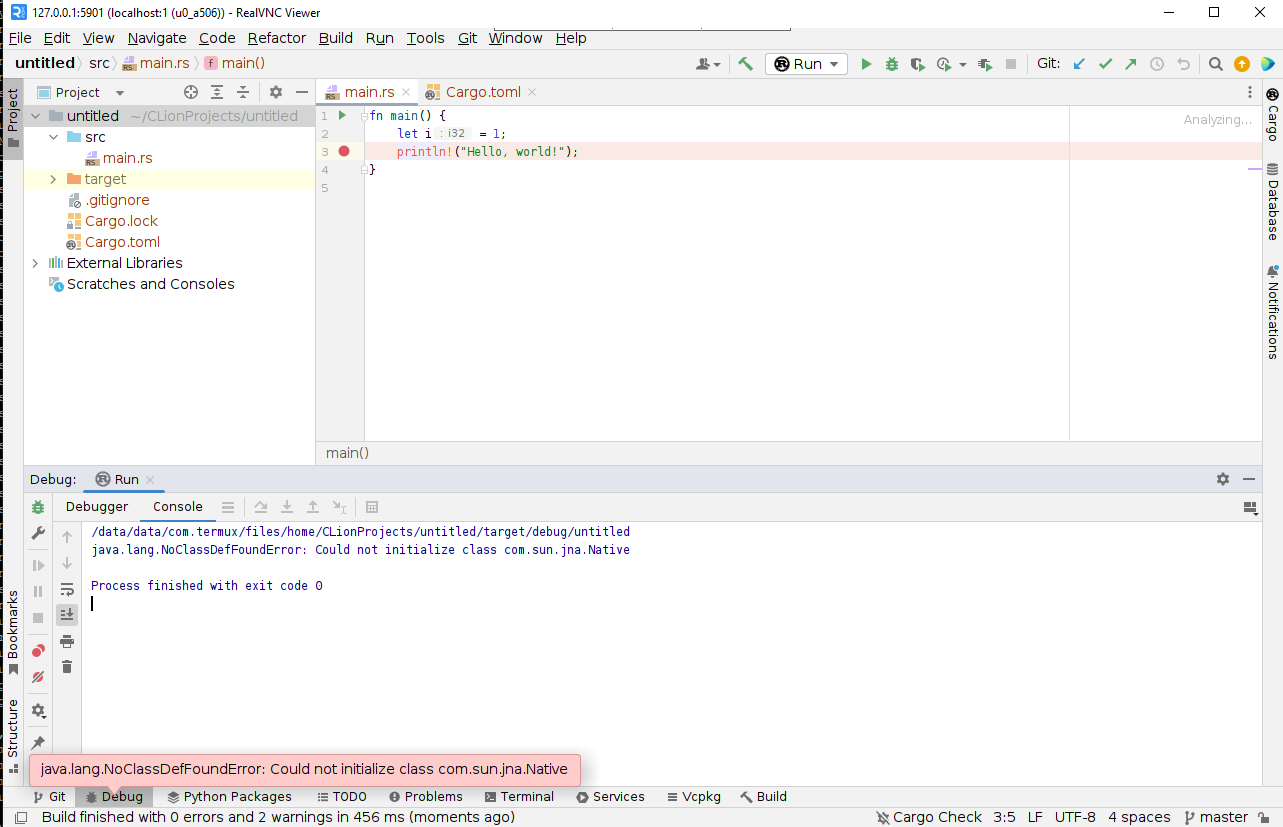 127.0.0.1:5901 (localhost:1 (u0_a506)) - RealVNC Viewer
File Edit View Navigate Code Refactor Build Run Tools Git Window Help
untitled src main.rs f main() Run Git:
Project
main.rs Cargo.toml
untitled ~/CLionProjects/untitled
src
main.rs
target
.gitignore
Cargo.lock
Cargo.toml
External Libraries
Scratches and Consoles
1 fn main() {
2 let i : i32 = 1;
3 println!("Hello, world!");
4 }
5
Analyzing...
main()
Project
Bookmarks
Structure
Cargo
Database
Notifications
Debug: Run
Debugger Console
/data/data/com.termux/files/home/CLionProjects/untitled/target/debug/untitled
java.lang.NoClassDefFoundError: Could not initialize class com.sun.jna.Native
Process finished with exit code 0
java.lang.NoClassDefFoundError: Could not initialize class com.sun.jna.Native
Git Debug Python Packages TODO Problems Terminal Services Vcpkg Build
Build finished with 0 errors and 2 warnings in 456 ms (moments ago) Cargo Check 3:5 LF UTF-8 4 spaces master